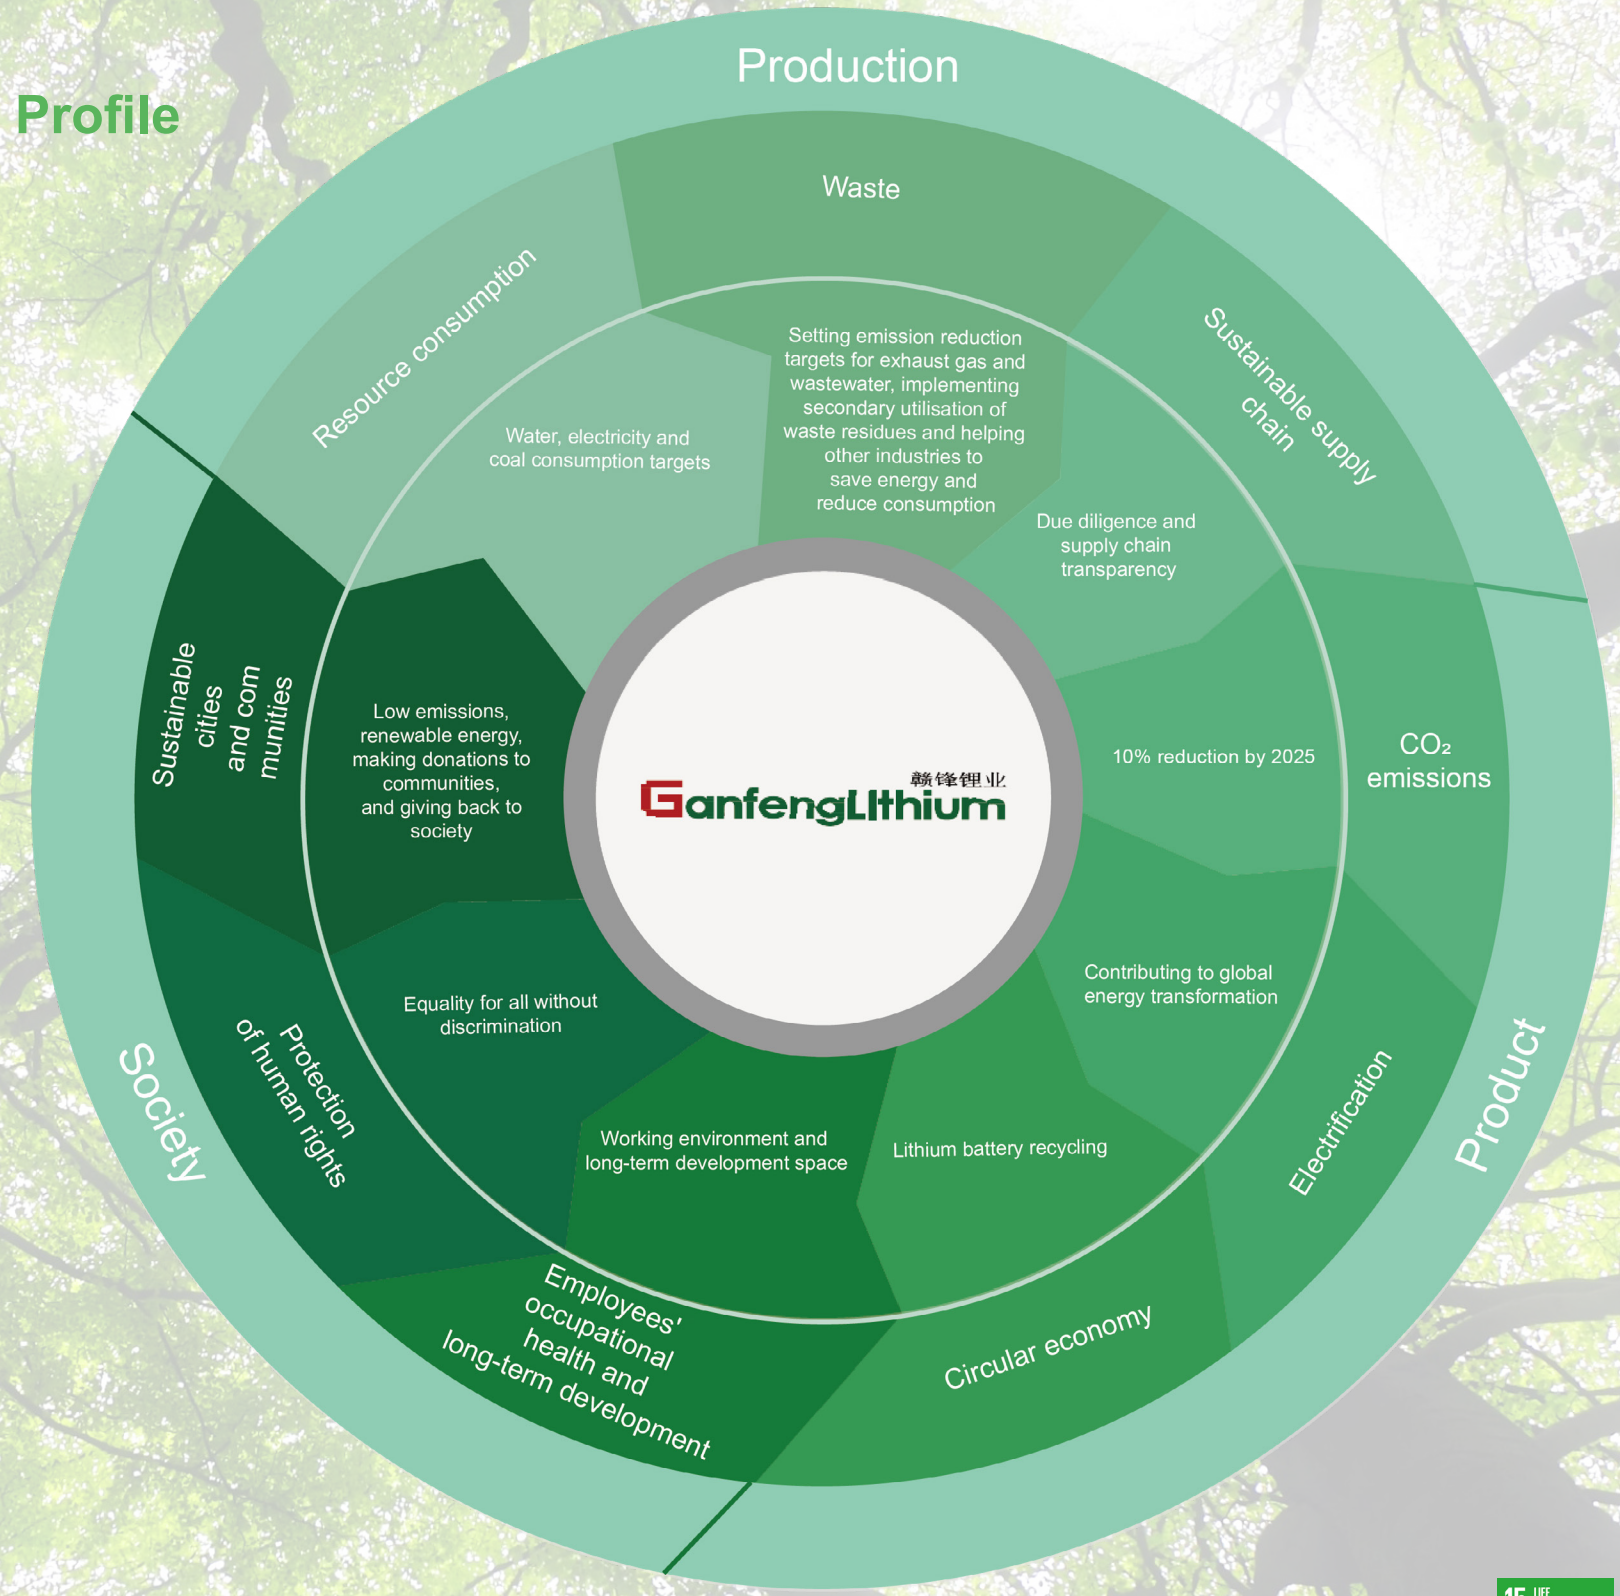 Profile
Production
Waste
Resource consumption
Sustainable supply
chain
Setting emission reduction
targets for exhaust gas and
wastewater, implementing
secondary utilisation of
waste residues and helping
other industries to
save energy and
reduce consumption
Water, electricity and
coal consumption targets
Due diligence and
supply chain
transparency
Sustainable
cities
and com
munities
Low emissions,
renewable energy,
making donations to
communities,
and giving back to
society
赣锋锂业
GanfengLIthium
10% reduction by 2025
CO₂
emissions
Equality for all without
discrimination
Contributing to global
energy transformation
Protection
of human rights
Society
Product
Electrification
Working environment and
long-term development space
Lithium battery recycling
Employees'
occupational
health and
long-term development
Circular economy
15 LIFE